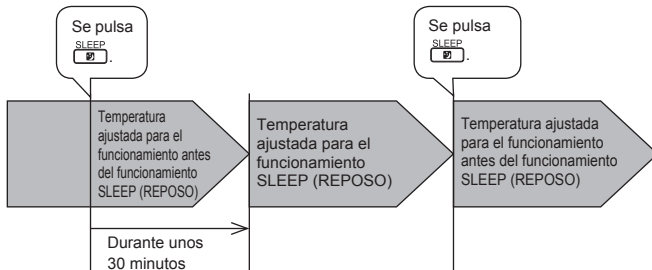 Se pulsa
SLEEP
.
Se pulsa
SLEEP
.
Temperatura
ajustada para el
funcionamiento antes
del funcionamiento
SLEEP (REPOSO)
Temperatura
ajustada para el
funcionamiento
SLEEP (REPOSO)
Temperatura ajustada
para el funcionamiento
antes del funcionamiento
SLEEP (REPOSO)
Durante unos
30 minutos